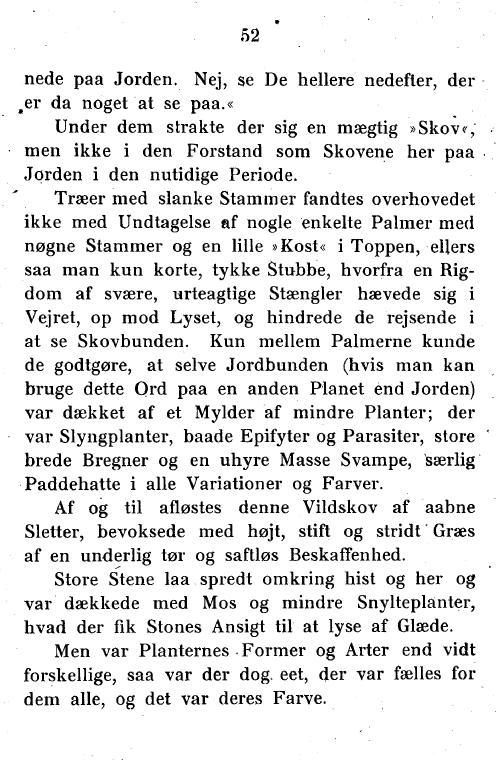 52
nede paa Jorden. Nej, se De hellere nedefter, der
er da noget at se paa.«
Under dem strakte der sig en mægtig »Skov«,
men ikke i den Forstand som Skovene her paa
Jorden i den nutidige Periode.
Træer med slanke Stammer fandtes overhovedet
ikke med Undtagelse af nogle enkelte Palmer med
nøgne Stammer og en lille »Kost« i Toppen, ellers
saa man kun korte, tykke Stubbe, hvorfra en Rig-
dom af svære, urteagtige Stængler hævede sig i
Vejret, op mod Lyset, og hindrede de rejsende i
at se Skovbunden. Kun mellem Palmerne kunde
de godtgøre, at selve Jordbunden (hvis man kan
bruge dette Ord paa en anden Planet end Jorden)
var dækket af et Mylder af mindre Planter; der
var Slyngplanter, baade Epifyter og Parasiter, store
brede Bregner og en uhyre Masse Svampe, særlig
Paddehatte i alle Variationer og Farver.
Af og til afløstes denne Vildskov af aabne
Sletter, bevoksede med højt, stift og stridt Græs
af en underlig tør og saftløs Beskaffenhed.
Store Stene laa spredt omkring hist og her og
var dækkede med Mos og mindre Snylteplanter,
hvad der fik Stones Ansigt til at lyse af Glæde.
Men var Planternes Former og Arter end vidt
forskellige, saa var der dog eet, der var fælles for
dem alle, og det var deres Farve.